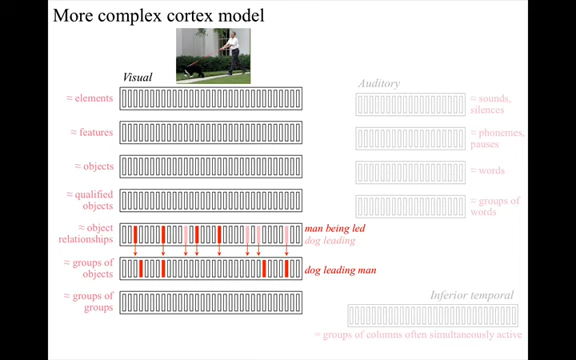 More complex cortex model
Visual
≈ elements
≈ features
≈ objects
≈ qualified
objects
≈ object
relationships
man being led
dog leading
≈ groups of
objects
dog leading man
≈ groups of
groups
Auditory
≈ sounds,
silences
≈ phonemes,
pauses
≈ words
≈ groups of
words
Inferior temporal
≈ groups of columns often simultaneously active